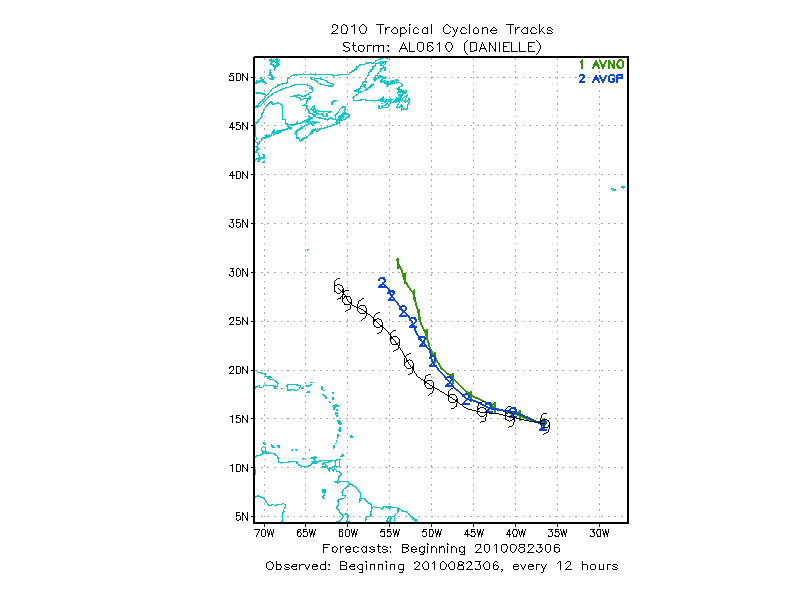 2010 Tropical Cyclone Tracks
Storm: AL0610 (DANIELLE)
1 AVNO
2 AVGP
50N
45N
40N
35N
30N
25N
20N
15N
10N
5N
70W 65W 60W 55W 50W 45W 40W 35W 30W
Forecasts: Beginning 2010082306
Observed: Beginning 2010082306, every 12 hours